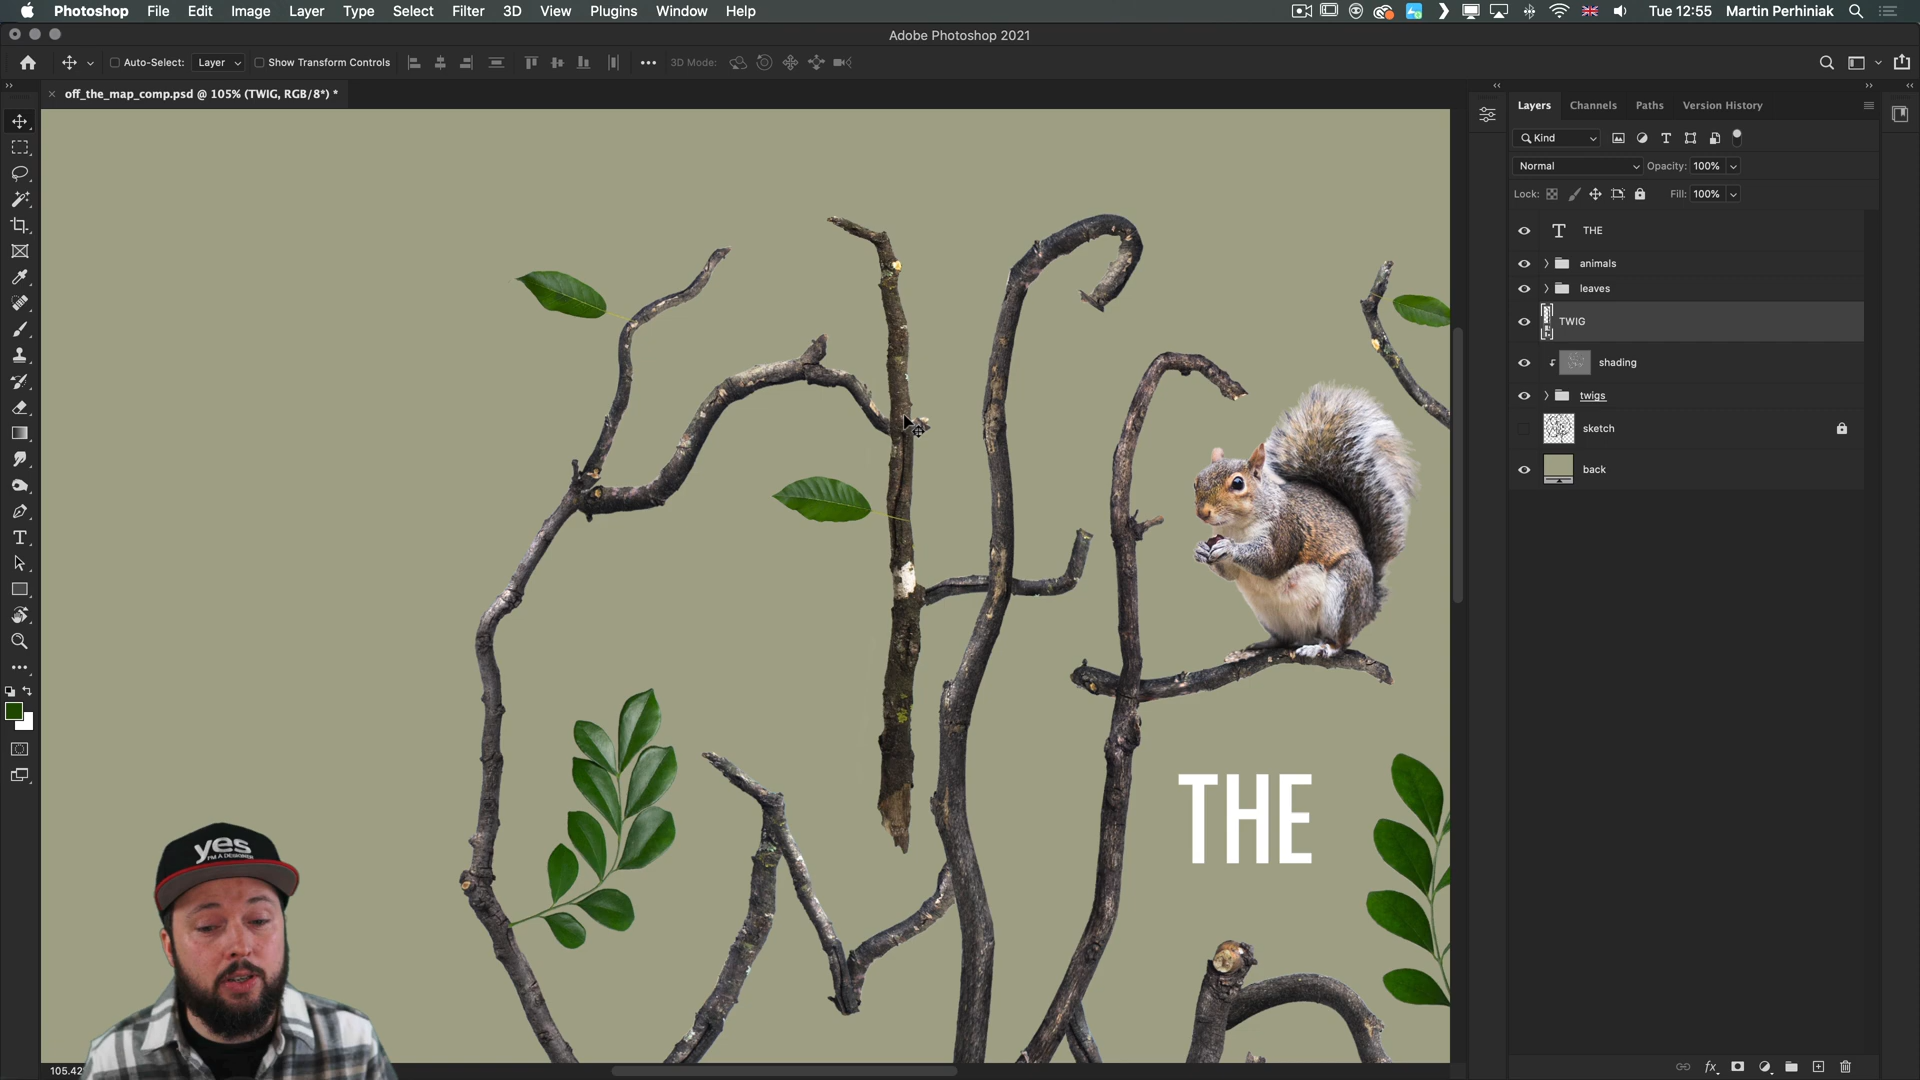 Photoshop File Edit Image Layer Type Select Filter 3D View Plugins Window Help
Tue 12:55 Martin Perhiniak
Adobe Photoshop 2021
Auto-Select: Layer Show Transform Controls 3D Mode:
off_the_map_comp.psd @ 105% (TWIG, RGB/8*) *
Layers Channels Paths Version History
Kind
Normal Opacity: 100%
Lock: Fill: 100%
THE
animals
leaves
TWIG
shading
twigs
sketch
back
THE
yes
I'M A DESIGNER
105.42